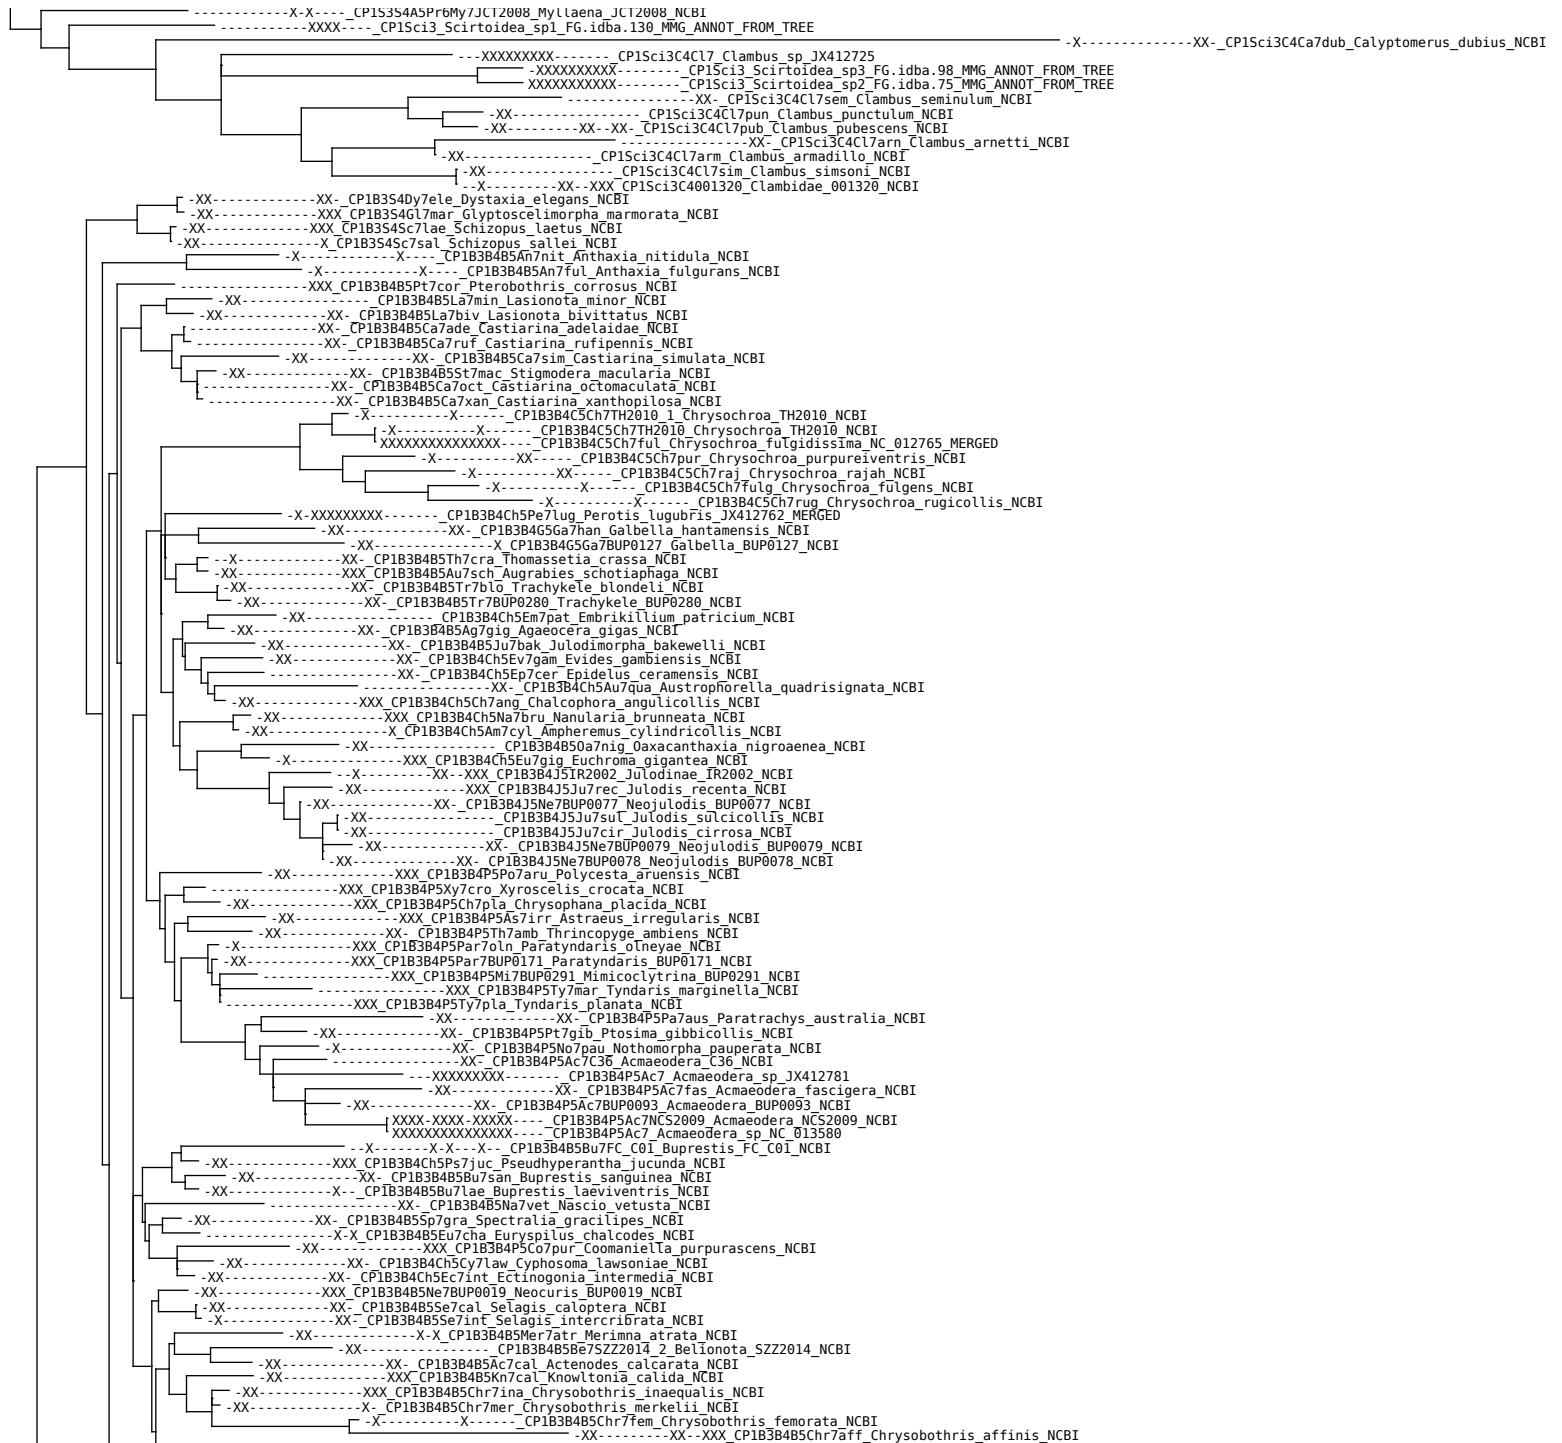 ------------X-X----_CP1S3S4A5Pr6My7JCT2008_Myllaena_JCT2008_NCBI
-----------XXXX----_CP1Sci3_Scirtoidea_sp1_FG.idba.130_MMG_ANNOT_FROM_TREE
-X--------------XX-_CP1Sci3C4Ca7dub_Calyptomerus_dubius_NCBI
---XXXXXXXXX-------_CP1Sci3C4Cl7_Clambus_sp_JX412725
-XXXXXXXXXX--------_CP1Sci3_Scirtoidea_sp3_FG.idba.98_MMG_ANNOT_FROM_TREE
XXXXXXXXXXX--------_CP1Sci3_Scirtoidea_sp2_FG.idba.75_MMG_ANNOT_FROM_TREE
----------------XX-_CP1Sci3C4Cl7sem_Clambus_seminulum_NCBI
-XX----------------_CP1Sci3C4Cl7pun_Clambus_punctulum_NCBI
-XX---------XX--XX-_CP1Sci3C4Cl7pub_Clambus_pubescens_NCBI
----------------XX-_CP1Sci3C4Cl7arn_Clambus_arnetti_NCBI
-XX----------------_CP1Sci3C4Cl7arm_Clambus_armadillo_NCBI
-XX----------------_CP1Sci3C4Cl7sim_Clambus_simsoni_NCBI
--X---------XX--XXX_CP1Sci3C4001320_Clambidae_001320_NCBI
-XX-------------XX-_CP1B3S4Dy7ele_Dystaxia_elegans_NCBI
-XX-------------XXX_CP1B3S4Gl7mar_Glyptoscelimorpha_marmorata_NCBI
-XX-------------XXX_CP1B3S4Sc7lae_Schizopus_laetus_NCBI
-XX---------------X_CP1B3S4Sc7sal_Schizopus_sallei_NCBI
-X------------X----_CP1B3B4B5An7nit_Anthaxia_nitidula_NCBI
-X------------X----_CP1B3B4B5An7ful_Anthaxia_fulgurans_NCBI
----------------XXX_CP1B3B4B5Pt7cor_Pterobothris_corrosus_NCBI
-XX----------------_CP1B3B4B5La7min_Lasionota_minor_NCBI
-XX-------------XX-_CP1B3B4B5La7biv_Lasionota_bivittatus_NCBI
----------------XX-_CP1B3B4B5Ca7ade_Castiarina_adelaidae_NCBI
----------------XX-_CP1B3B4B5Ca7ruf_Castiarina_rufipennis_NCBI
-XX-------------XX-_CP1B3B4B5Ca7sim_Castiarina_simulata_NCBI
-XX-------------XX-_CP1B3B4B5St7mac_Stigmodera_macularia_NCBI
----------------XX-_CP1B3B4B5Ca7oct_Castiarina_octomaculata_NCBI
----------------XX-_CP1B3B4B5Ca7xan_Castiarina_xanthopilosa_NCBI
-X----------X------_CP1B3B4C5Ch7TH2010_1_Chrysochroa_TH2010_NCBI
-X----------X------_CP1B3B4C5Ch7TH2010_Chrysochroa_TH2010_NCBI
XXXXXXXXXXXXXXX----_CP1B3B4C5Ch7ful_Chrysochroa_fulgidissima_NC_012765_MERGED
-X----------XX-----_CP1B3B4C5Ch7pur_Chrysochroa_purpureiventris_NCBI
-X----------XX-----_CP1B3B4C5Ch7raj_Chrysochroa_rajah_NCBI
-X----------X------_CP1B3B4C5Ch7fulg_Chrysochroa_fulgens_NCBI
-X----------X------_CP1B3B4C5Ch7rug_Chrysochroa_rugicollis_NCBI
-X-XXXXXXXXX-------_CP1B3B4Ch5Pe7lug_Perotis_lugubris_JX412762_MERGED
-XX-------------XX-_CP1B3B4G5Ga7han_Galbella_hantamensis_NCBI
-XX---------------X_CP1B3B4G5Ga7BUP0127_Galbella_BUP0127_NCBI
--X-------------XX-_CP1B3B4B5Th7cra_Thomassetia_crassa_NCBI
-XX-------------XXX_CP1B3B4B5Au7sch_Augrabies_schotiaphaga_NCBI
-XX-------------XX-_CP1B3B4B5Tr7blo_Trachykele_blondeli_NCBI
-XX-------------XX-_CP1B3B4B5Tr7BUP0280_Trachykele_BUP0280_NCBI
-XX----------------_CP1B3B4Ch5Em7pat_Embrikillium_patricium_NCBI
-XX-------------XX-_CP1B3B4B5Ag7gig_Agaeocera_gigas_NCBI
-XX-------------XX-_CP1B3B4B5Ju7bak_Julodimorpha_bakewelli_NCBI
-XX-------------XX-_CP1B3B4Ch5Ev7gam_Evides_gambiensis_NCBI
----------------XX-_CP1B3B4Ch5Ep7cer_Epidelus_ceramensis_NCBI
----------------XX-_CP1B3B4Ch5Au7qua_Austrophorella_quadrisignata_NCBI
-XX-------------XXX_CP1B3B4Ch5Ch7ang_Chalcophora_angulicollis_NCBI
-XX-------------XXX_CP1B3B4Ch5Na7bru_Nanularia_brunneata_NCBI
-XX---------------X_CP1B3B4Ch5Am7cyl_Ampheremus_cylindricollis_NCBI
-XX----------------_CP1B3B4B5Oa7nig_Oaxacanthaxia_nigroaenea_NCBI
-X--------------XXX_CP1B3B4Ch5Eu7gig_Euchroma_gigantea_NCBI
--X---------XX--XXX_CP1B3B4J5IR2002_Julodinae_IR2002_NCBI
-XX-------------XXX_CP1B3B4J5Ju7rec_Julodis_recenta_NCBI
-XX-------------XX-_CP1B3B4J5Ne7BUP0077_Neojulodis_BUP0077_NCBI
-XX----------------_CP1B3B4J5Ju7sul_Julodis_sulcicollis_NCBI
-XX----------------_CP1B3B4J5Ju7cir_Julodis_cirrosa_NCBI
-XX-------------XX-_CP1B3B4J5Ne7BUP0079_Neojulodis_BUP0079_NCBI
-XX-------------XX-_CP1B3B4J5Ne7BUP0078_Neojulodis_BUP0078_NCBI
-XX-------------XXX_CP1B3B4P5Po7aru_Polycesta_aruensis_NCBI
----------------XXX_CP1B3B4P5Xy7cro_Xyroscelis_crocata_NCBI
-XX-------------XXX_CP1B3B4P5Ch7pla_Chrysophana_placida_NCBI
-XX-------------XXX_CP1B3B4P5As7irr_Astraeus_irregularis_NCBI
-XX-------------XX-_CP1B3B4P5Th7amb_Thrincopyge_ambiens_NCBI
-X--------------XXX_CP1B3B4P5Par7oln_Paratyndaris_olneyae_NCBI
-XX-------------XXX_CP1B3B4P5Par7BUP0171_Paratyndaris_BUP0171_NCBI
----------------XXX_CP1B3B4P5Mi7BUP0291_Mimicoclytrina_BUP0291_NCBI
----------------XXX_CP1B3B4P5Ty7mar_Tyndaris_marginella_NCBI
----------------XXX_CP1B3B4P5Ty7pla_Tyndaris_planata_NCBI
-XX-------------XX-_CP1B3B4P5Pa7aus_Paratrachys_australia_NCBI
-XX-------------XX-_CP1B3B4P5Pt7gib_Ptosima_gibbicollis_NCBI
-X--------------XX-_CP1B3B4P5No7pau_Nothomorpha_pauperata_NCBI
----------------XX-_CP1B3B4P5Ac7C36_Acmaeodera_C36_NCBI
---XXXXXXXXX-------_CP1B3B4P5Ac7_Acmaeodera_sp_JX412781
-XX-------------XX-_CP1B3B4P5Ac7fas_Acmaeodera_fascigera_NCBI
-XX-------------XX-_CP1B3B4P5Ac7BUP0093_Acmaeodera_BUP0093_NCBI
XXXX-XXXX-XXXXX----_CP1B3B4P5Ac7NCS2009_Acmaeodera_NCS2009_NCBI
XXXXXXXXXXXXXXX----_CP1B3B4P5Ac7_Acmaeodera_sp_NC_013580
--X-------X-X---X--_CP1B3B4B5Bu7FC_C01_Buprestis_FC_C01_NCBI
-XX-------------XXX_CP1B3B4Ch5Ps7juc_Pseudhyperantha_jucunda_NCBI
-XX-------------XX-_CP1B3B4B5Bu7san_Buprestis_sanguinea_NCBI
-XX-------------X--_CP1B3B4B5Bu7lae_Buprestis_laeviventris_NCBI
----------------XX-_CP1B3B4B5Na7vet_Nascio_vetusta_NCBI
-XX-------------XX-_CP1B3B4B5Sp7gra_Spectralia_gracilipes_NCBI
----------------X-X_CP1B3B4B5Eu7cha_Euryspilus_chalcodes_NCBI
-XX-------------XXX_CP1B3B4P5Co7pur_Coomaniella_purpurascens_NCBI
-XX-------------XX-_CP1B3B4Ch5Cy7law_Cyphosoma_lawsoniae_NCBI
-XX-------------XX-_CP1B3B4Ch5Ec7int_Ectinogonia_intermedia_NCBI
-XX-------------XXX_CP1B3B4B5Ne7BUP0019_Neocuris_BUP0019_NCBI
-XX-------------XX-_CP1B3B4B5Se7cal_Selagis_caloptera_NCBI
-X--------------XX-_CP1B3B4B5Se7int_Selagis_intercribrata_NCBI
-XX-------------X-X_CP1B3B4B5Mer7atr_Merimna_atrata_NCBI
-XX----------------_CP1B3B4B5Be7SZZ2014_2_Belionota_SZZ2014_NCBI
-XX-------------XX-_CP1B3B4B5Ac7cal_Actenodes_calcarata_NCBI
-XX-------------XXX_CP1B3B4B5Kn7cal_Knowltonia_calida_NCBI
-XX-------------XXX_CP1B3B4B5Chr7ina_Chrysobothris_inaequalis_NCBI
-XX--------------X-_CP1B3B4B5Chr7mer_Chrysobothris_merkelii_NCBI
-X----------X------_CP1B3B4B5Chr7fem_Chrysobothris_femorata_NCBI
-XX---------XX--XXX_CP1B3B4B5Chr7aff_Chrysobothris_affinis_NCBI